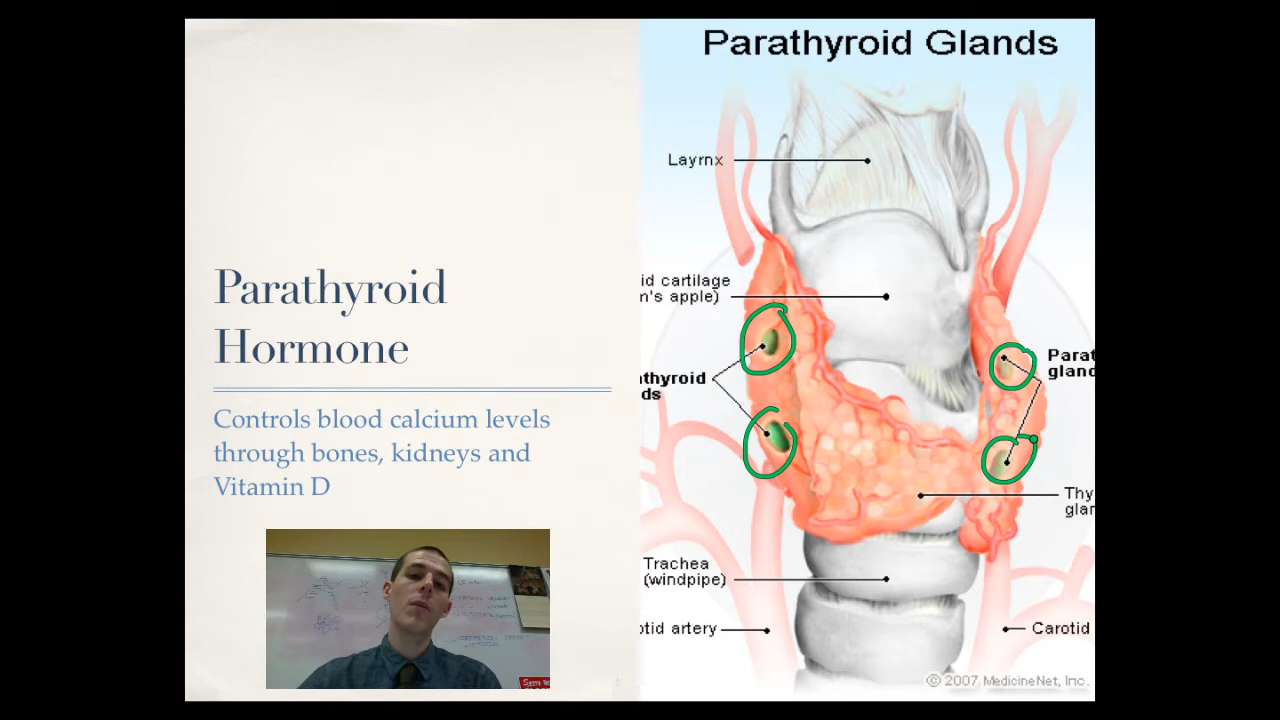 Parathyroid Glands
Layrnx
id cartilage
m's apple)
Parat
gland
athyroid
ds
Thy
glan
Trachea
(windpipe)
otid artery
Carotid
© 2007 MedicineNet, Inc.
Parathyroid
Hormone
Controls blood calcium levels
through bones, kidneys and
Vitamin D